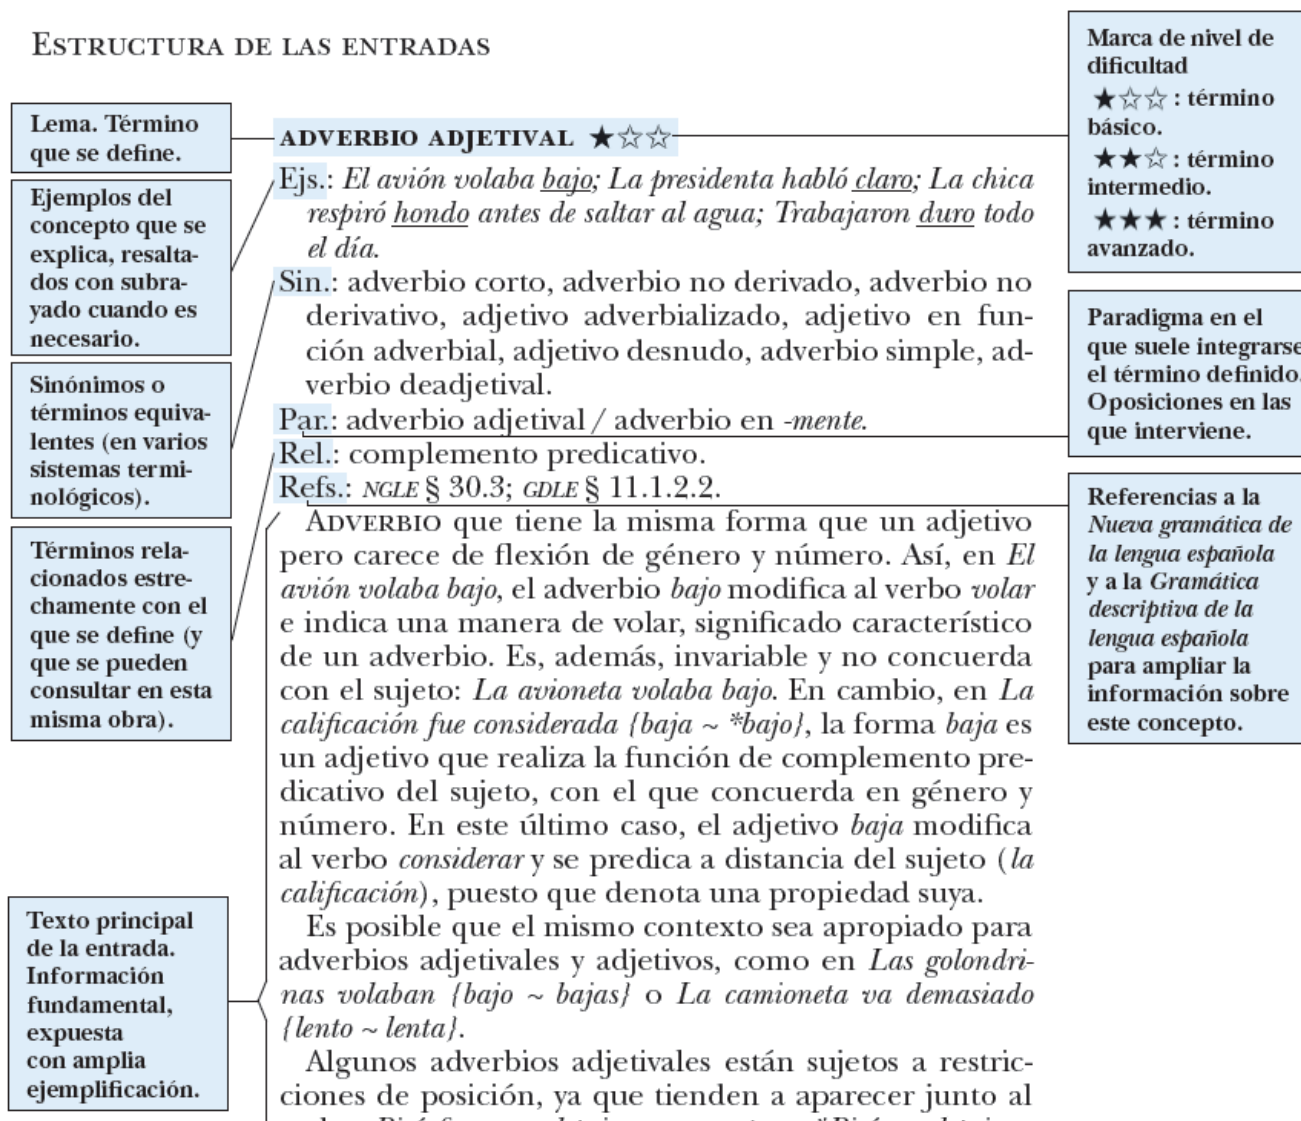 ESTRUCTURA DE LAS ENTRADAS
Lema. Término
que se define.
Ejemplos del
concepto que se
explica, resalta-
dos con subra-
yado cuando es
necesario.
Sinónimos o
términos equiva-
lentes (en varios
sistemas termi-
nológicos).
Términos rela-
cionados estre-
chamente con el
que se define (y
que se pueden
consultar en esta
misma obra).
Texto principal
de la entrada.
Información
fundamental,
expuesta
con amplia
ejemplificación.
ADVERBIO ADJETIVAL ★☆☆
Ejs.: El avión volaba bajo; La presidenta habló claro; La chica
respiró hondo antes de saltar al agua; Trabajaron duro todo
el día.
Sin.: adverbio corto, adverbio no derivado, adverbio no
derivativo, adjetivo adverbializado, adjetivo en fun-
ción adverbial, adjetivo desnudo, adverbio simple, ad-
verbio deadjetival.
Par.: adverbio adjetival / adverbio en -mente.
Rel.: complemento predicativo.
Refs.: NGLE § 30.3; GDLE § 11.1.2.2.
ADVERBIO que tiene la misma forma que un adjetivo
pero carece de flexión de género y número. Así, en El
avión volaba bajo, el adverbio bajo modifica al verbo volar
e indica una manera de volar, significado característico
de un adverbio. Es, además, invariable y no concuerda
con el sujeto: La avioneta volaba bajo. En cambio, en La
calificación fue considerada {baja ~ *bajo}, la forma baja es
un adjetivo que realiza la función de complemento pre-
dicativo del sujeto, con el que concuerda en género y
número. En este último caso, el adjetivo baja modifica
al verbo considerar y se predica a distancia del sujeto (la
calificación), puesto que denota una propiedad suya.
Es posible que el mismo contexto sea apropiado para
adverbios adjetivales y adjetivos, como en Las golondri-
nas volaban {bajo ~ bajas} o La camioneta va demasiado
{lento ~ lenta}.
Algunos adverbios adjetivales están sujetos a restric-
ciones de posición, ya que tienden a aparecer junto al
Marca de nivel de
dificultad
★☆☆ : término
básico.
★★☆ : término
intermedio.
★★★ : término
avanzado.
Paradigma en el
que suele integrarse
el término definido.
Oposiciones en las
que interviene.
Referencias a la
Nueva gramática de
la lengua española
y a la Gramática
descriptiva de la
lengua española
para ampliar la
información sobre
este concepto.